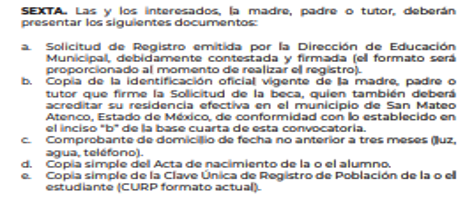 SEXTA. Las y los interesados, la madre, padre o tutor, deberán
presentar los siguientes documentos:
a. Solicitud de Registro emitida por la Dirección de Educación
Municipal, debidamente contestada y firmada (el formato será
proporcionado al momento de realizar el registro).
b. Copia de la identificación oficial vigente de la madre, padre o
tutor que firme la Solicitud de la beca, quien también deberá
acreditar su residencia efectiva en el municipio de San Mateo
Atenco, Estado de México, de conformidad con lo establecido en
el inciso "b" de la base cuarta de esta convocatoria.
c. Comprobante de domicilio de fecha no anterior a tres meses (luz,
agua, teléfono).
d. Copia simple del Acta de nacimiento de la o el alumno.
e. Copia simple de la Clave Única de Registro de Población de la o el
estudiante (CURP formato actual).